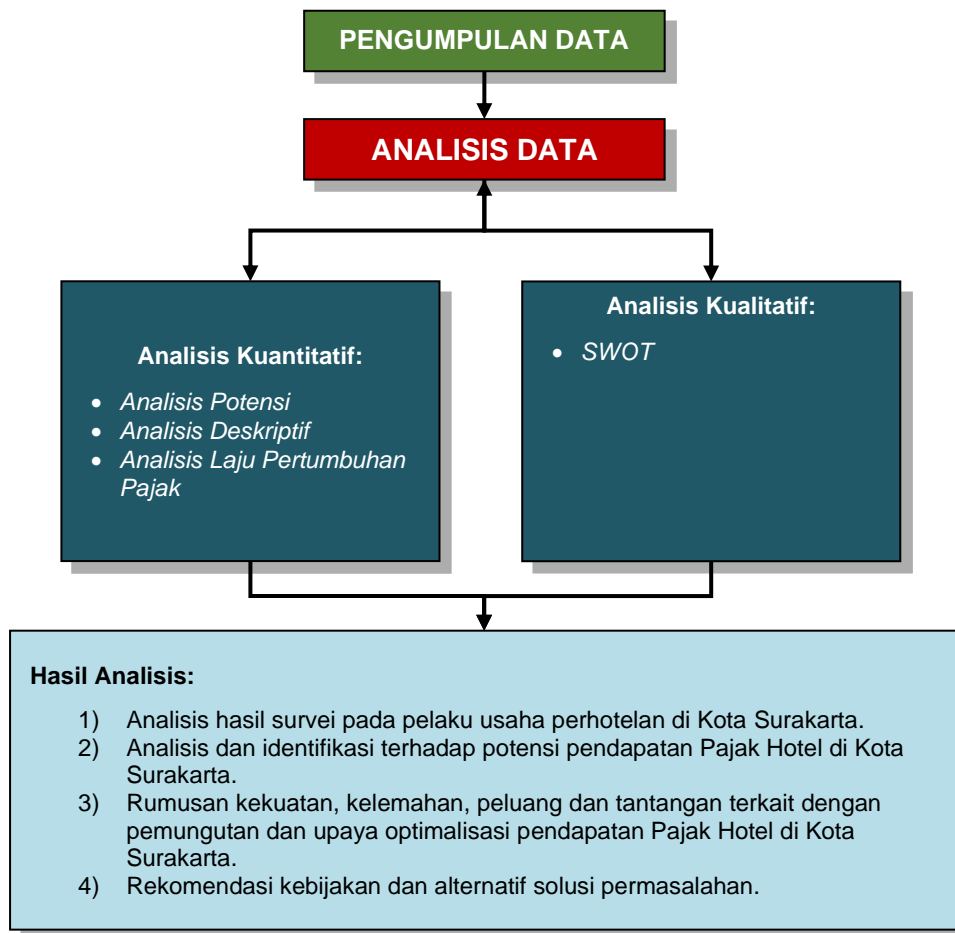 PENGUMPULAN DATA
ANALISIS DATA
Analisis Kuantitatif:
• Analisis Potensi
• Analisis Deskriptif
• Analisis Laju Pertumbuhan
Pajak
Analisis Kualitatif:
• SWOT
Hasil Analisis:
1) Analisis hasil survei pada pelaku usaha perhotelan di Kota Surakarta.
2) Analisis dan identifikasi terhadap potensi pendapatan Pajak Hotel di Kota
Surakarta.
3) Rumusan kekuatan, kelemahan, peluang dan tantangan terkait dengan
pemungutan dan upaya optimalisasi pendapatan Pajak Hotel di Kota
Surakarta.
4) Rekomendasi kebijakan dan alternatif solusi permasalahan.